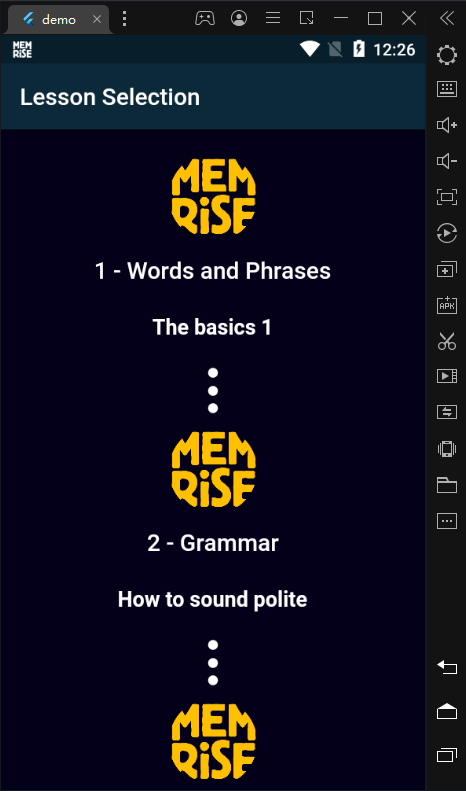 demo
MEM
RiSE
12:26
Lesson Selection
MEM
RiSE
1 - Words and Phrases
The basics 1
MEM
RiSE
2 - Grammar
How to sound polite
MEM
RiSE
APK